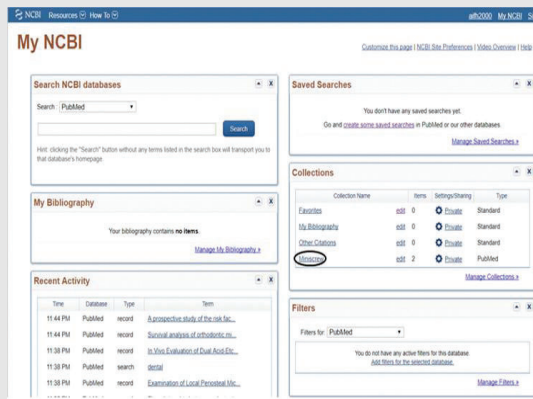 NCBI Resources How To
aifh2000 My NCBI
My NCBI
Customize this page | NCBI Site Preferences | Video Overview | Help
Search NCBI databases
Search : PubMed
Search
Hint: clicking the "Search" button without any terms listed in the search box will transport you to
that database's homepage.
My Bibliography
Your bibliography contains no items.
Manage My Bibliography »
Recent Activity
Time Database Type Term
11:44 PM PubMed record A prospective study of the risk fac...
11:44 PM PubMed record Survival analysis of orthodontic mi...
11:38 PM PubMed record In Vivo Evaluation of Dual Acid-Etc...
11:38 PM PubMed search dental
11:38 PM PubMed record Examination of Local Periosteal Mic...
Saved Searches
You don't have any saved searches yet.
Go and create some saved searches in PubMed or our other databases.
Manage Saved Searches »
Collections
Collection Name Items Settings/Sharing Type
Favorites edit 0 Private Standard
My Bibliography edit 0 Private Standard
Other Citations edit 0 Private Standard
Miniscrew edit 2 Private PubMed
Manage Collections »
Filters
Filters for: PubMed
You do not have any active filters for this database.
Add filters for the selected database.
Manage Filters »